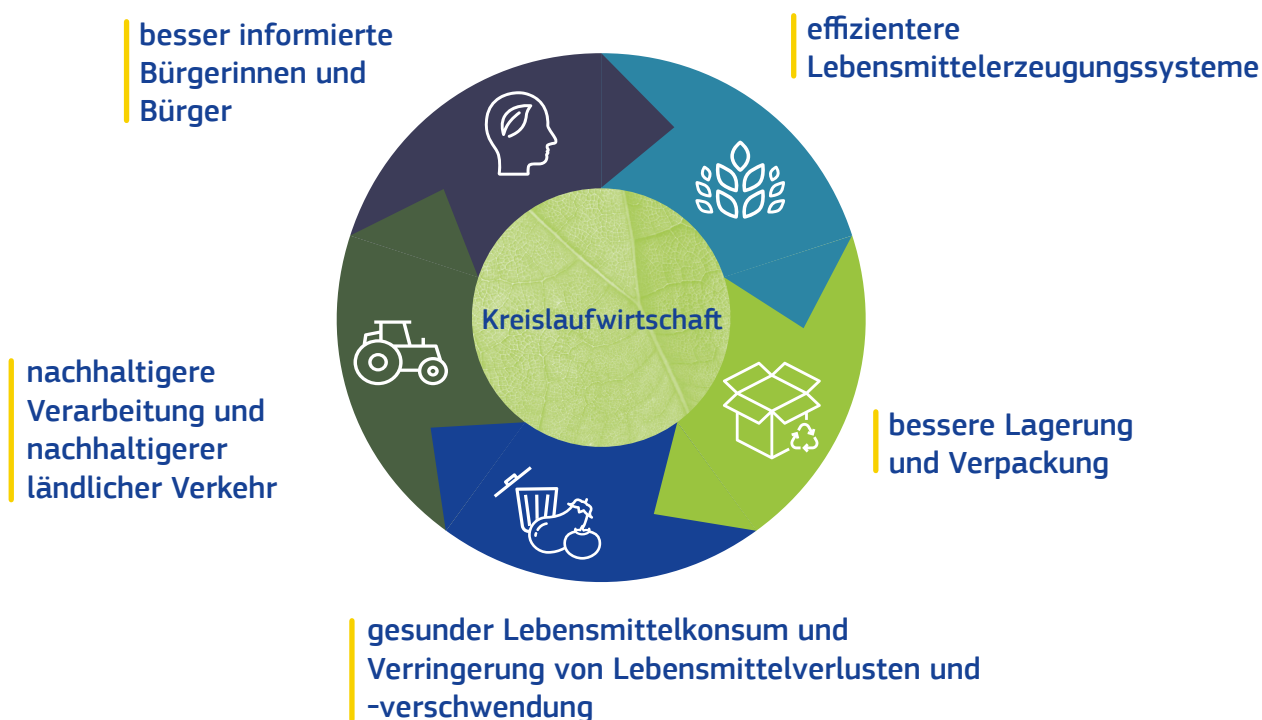 besser informierte
Bürgerinnen und
Bürger
effizientere
Lebensmittelerzeugungssysteme
Kreislaufwirtschaft
nachhaltigere
Verarbeitung und
nachhaltigerer
ländlicher Verkehr
bessere Lagerung
und Verpackung
gesunder Lebensmittelkonsum und
Verringerung von Lebensmittelverlusten und
-verschwendung